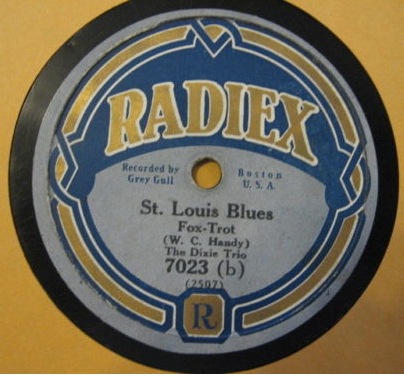 RADIEX
Recorded by
Grey Gull
Boston
U. S. A.
St. Louis Blues
Fox-Trot
(W. C. Handy)
The Dixie Trio
7023 (b)
(2507)
R